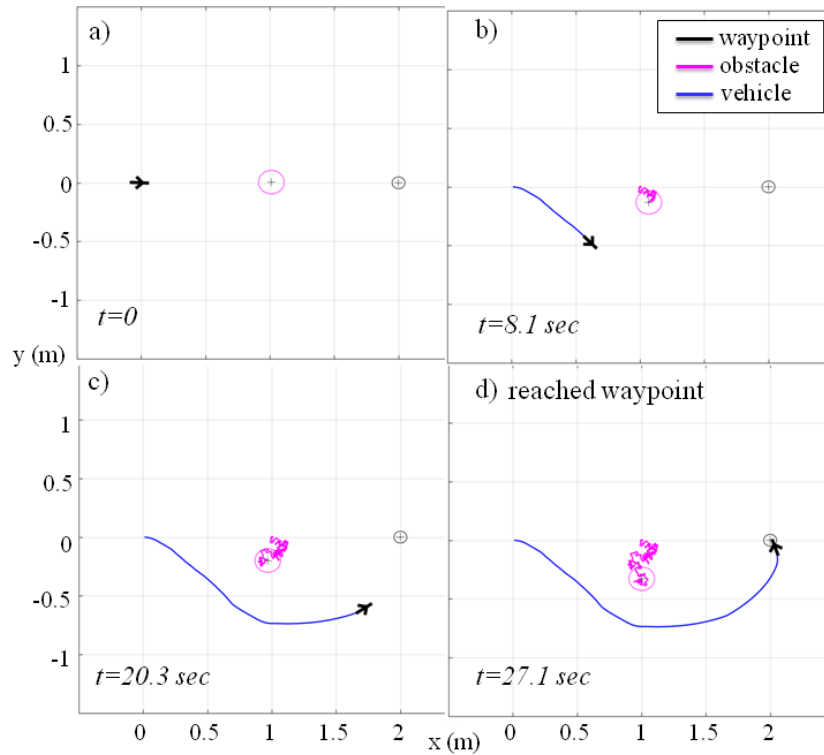 a)
1
0.5
0
-0.5
-1
t=0
b)
waypoint
obstacle
vehicle
t=8.1 sec
y (m)
c)
1
0.5
0
-0.5
-1
t=20.3 sec
0 0.5 1 1.5 2
d) reached waypoint
t=27.1 sec
0 0.5 1 1.5 2
x (m)